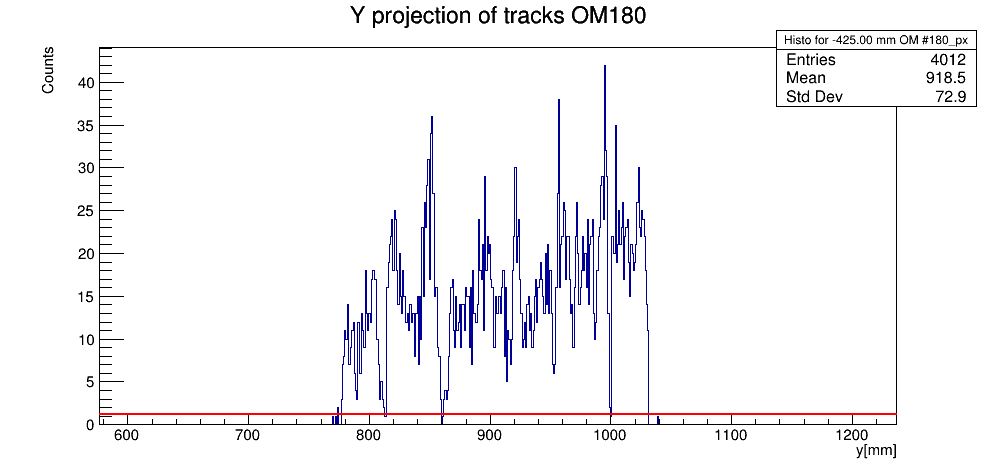 Y projection of tracks OM180
Histo for -425.00 mm OM #180_px
Entries 4012
Mean 918.5
Std Dev 72.9
Counts
40
35
30
25
20
15
10
5
0
600 700 800 900 1000 1100 1200
y[mm]